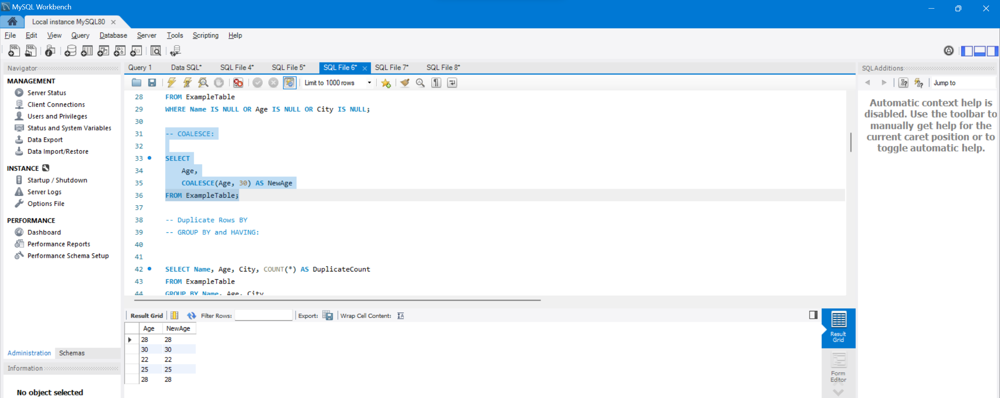 MySQL Workbench
Local instance MySQL80
File Edit View Query Database Server Tools Scripting Help
Navigator
MANAGEMENT
Server Status
Client Connections
Users and Privileges
Status and System Variables
Data Export
Data Import/Restore
INSTANCE
Startup / Shutdown
Server Logs
Options File
PERFORMANCE
Dashboard
Performance Reports
Performance Schema Setup
Administration Schemas
Information
No object selected
Query 1 Data SQL* SQL File 4* SQL File 5* SQL File 6* SQL File 7* SQL File 8*
Limit to 1000 rows
28 FROM ExampleTable
29 WHERE Name IS NULL OR Age IS NULL OR City IS NULL;
30
31 -- COALESCE:
32
33 SELECT
34 Age,
35 COALESCE(Age, 30) AS NewAge
36 FROM ExampleTable;
37
38 -- Duplicate Rows BY
39 -- GROUP BY and HAVING:
40
41
42 SELECT Name, Age, City, COUNT(*) AS DuplicateCount
43 FROM ExampleTable
44 GROUP BY Name, Age, City
Result Grid Filter Rows: Export: Wrap Cell Content:
Age NewAge
28 28
30 30
22 22
25 25
28 28
Result
Grid
Form
Editor
SQLAdditions
Jump to
Automatic context help is
disabled. Use the toolbar to
manually get help for the
current caret position or to
toggle automatic help.